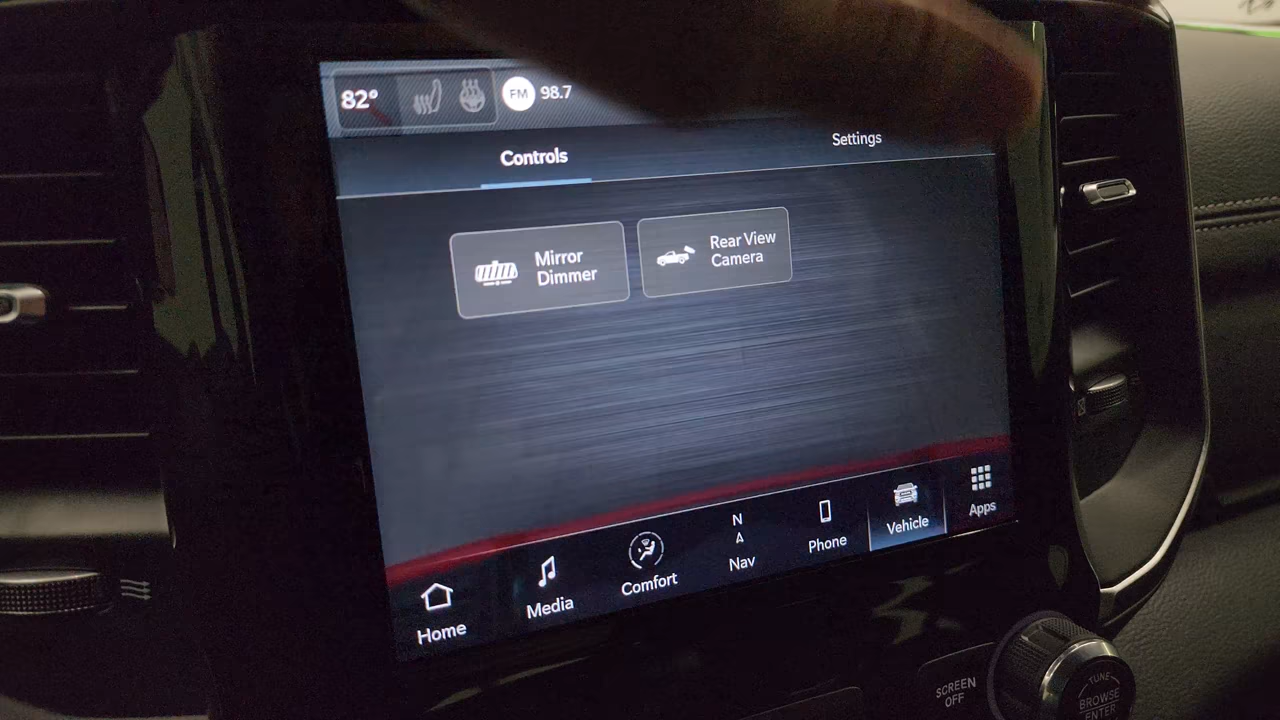 82°
FM 98.7
Controls
Settings
Mirror
Dimmer
Rear View
Camera
Home
Media
Comfort
N
Nav
Phone
Vehicle
Apps
SCREEN
OFF
TUNE
BROWSE
ENTER